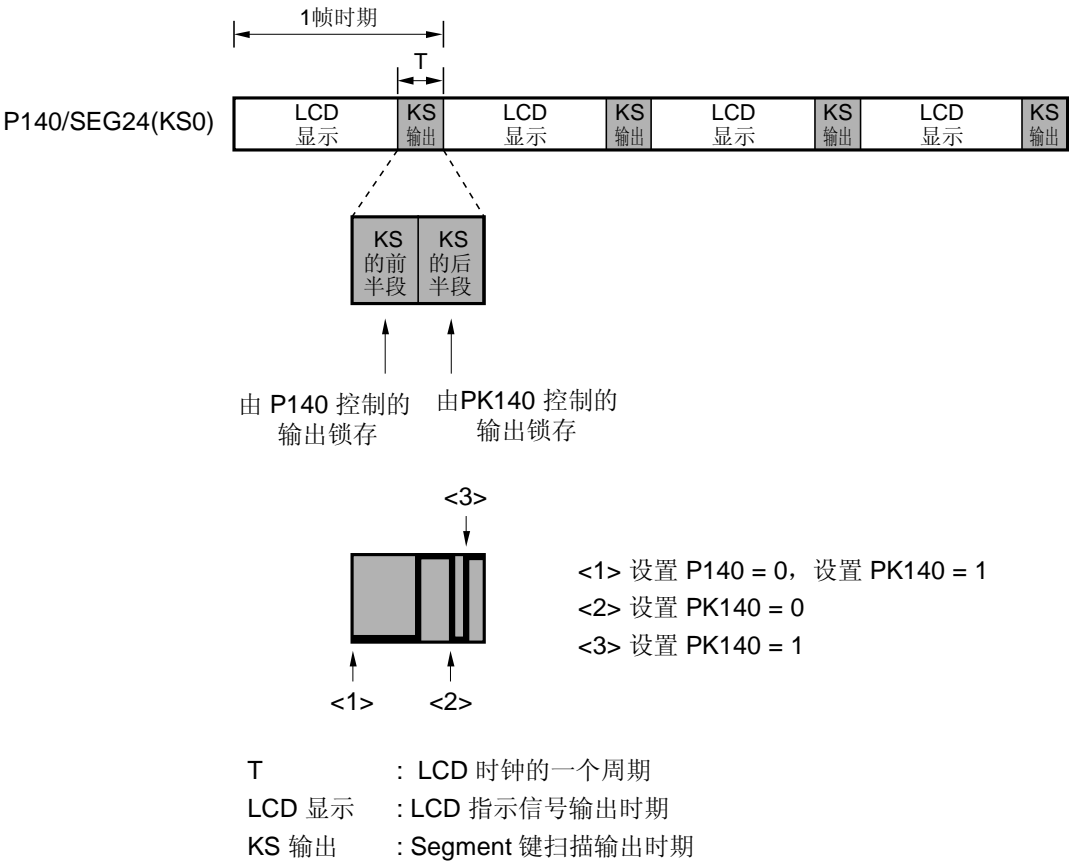 1帧时期
T
P140/SEG24(KS0)
LCD
显示
KS
输出
LCD
显示
KS
输出
LCD
显示
KS
输出
LCD
显示
KS
输出
KS
的前
半段
KS
的后
半段
由 P140 控制的
输出锁存
由PK140 控制的
输出锁存
<3>
<1> 设置 P140 = 0，设置 PK140 = 1
<2> 设置 PK140 = 0
<3> 设置 PK140 = 1
<1>
<2>
T : LCD 时钟的一个周期
LCD 显示 : LCD 指示信号输出时期
KS 输出 : Segment 键扫描输出时期